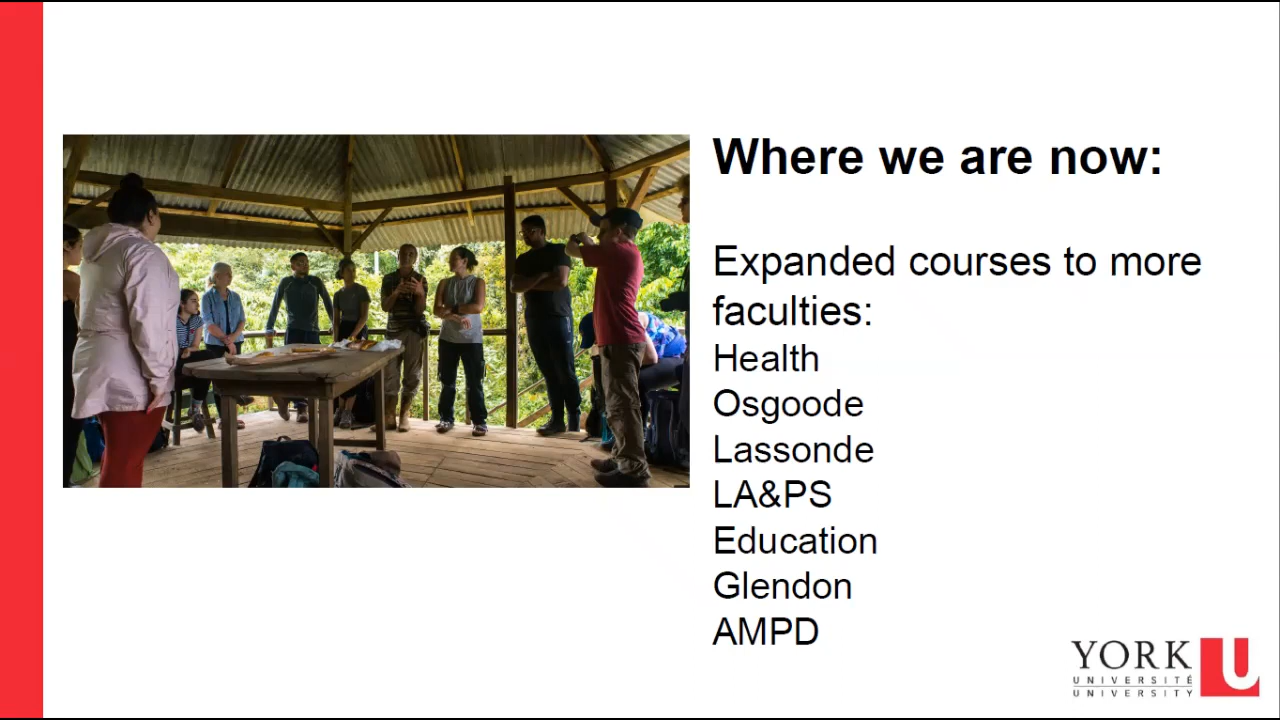 Where we are now:
Expanded courses to more
faculties:
Health
Osgoode
Lassonde
LA&PS
Education
Glendon
AMPD
YORK U
UNIVERSITÉ
UNIVERSITY